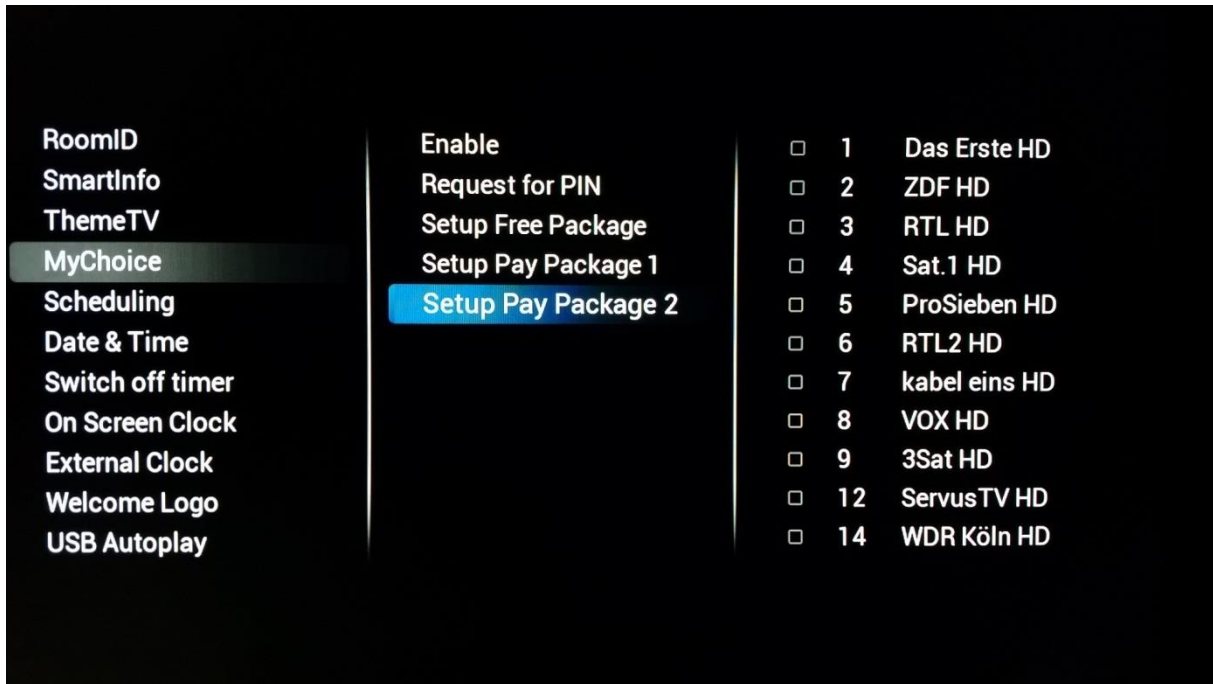 RoomID
SmartInfo
ThemeTV
MyChoice
Scheduling
Date & Time
Switch off timer
On Screen Clock
External Clock
Welcome Logo
USB Autoplay
Enable
Request for PIN
Setup Free Package
Setup Pay Package 1
Setup Pay Package 2
1 Das Erste HD
2 ZDF HD
3 RTL HD
4 Sat.1 HD
5 ProSieben HD
6 RTL2 HD
7 kabel eins HD
8 VOX HD
9 3Sat HD
12 ServusTV HD
14 WDR Köln HD